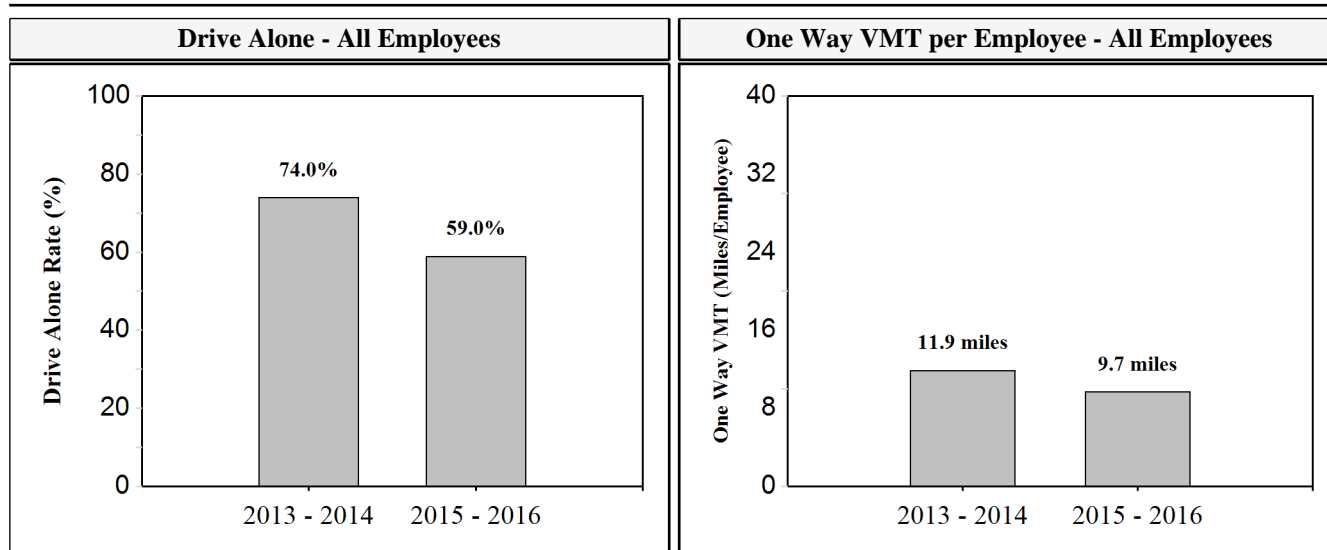 Drive Alone - All Employees
100
80
60
40
20
0
Drive Alone Rate (%)
74.0%
59.0%
2013 - 2014
2015 - 2016
One Way VMT per Employee - All Employees
40
32
24
16
8
0
One Way VMT (Miles/Employee)
11.9 miles
9.7 miles
2013 - 2014
2015 - 2016